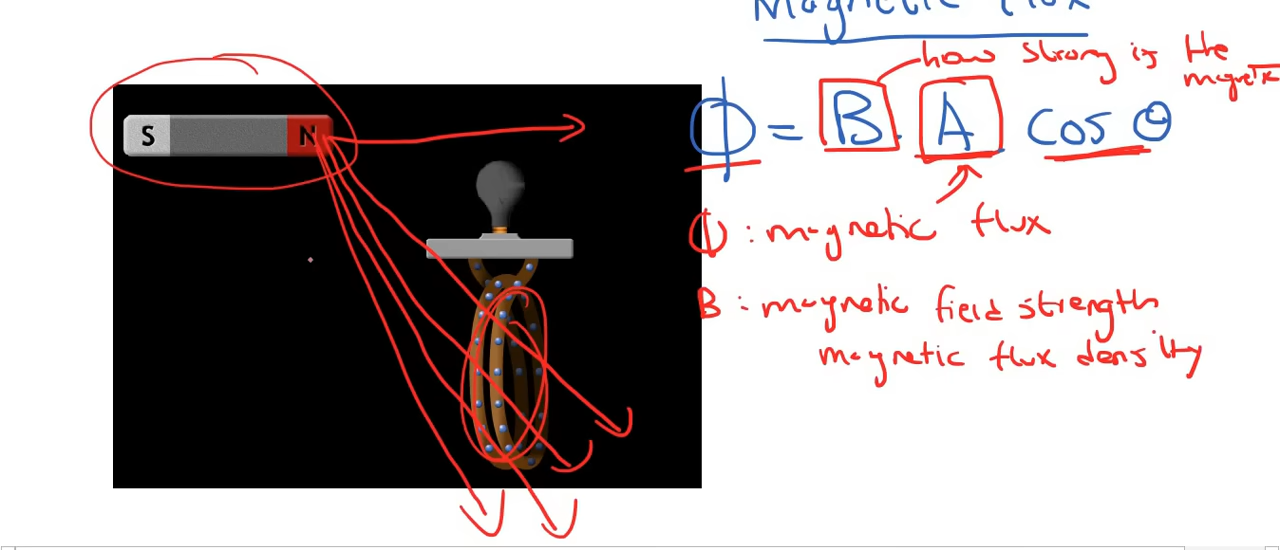 Magnetic flux
how strong is the
magnet
S
N
ϕ = B . A cos θ
ϕ : magnetic flux
B : magnetic field strength
magnetic flux density